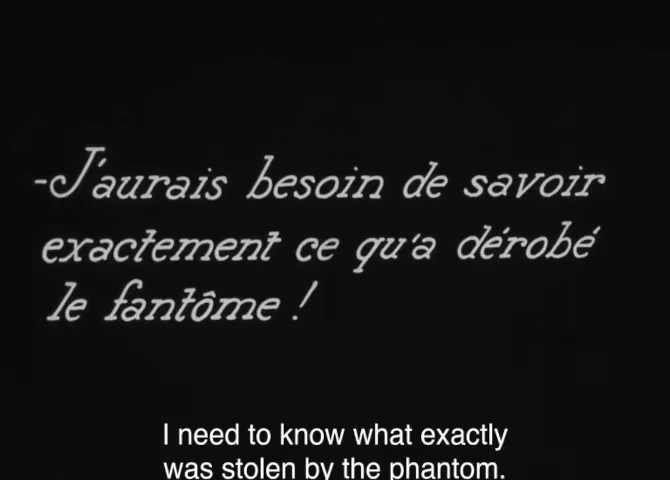 -J'aurais besoin de savoir
exactement ce qu'a dérobé
le fantôme !
I need to know what exactly
was stolen by the phantom.